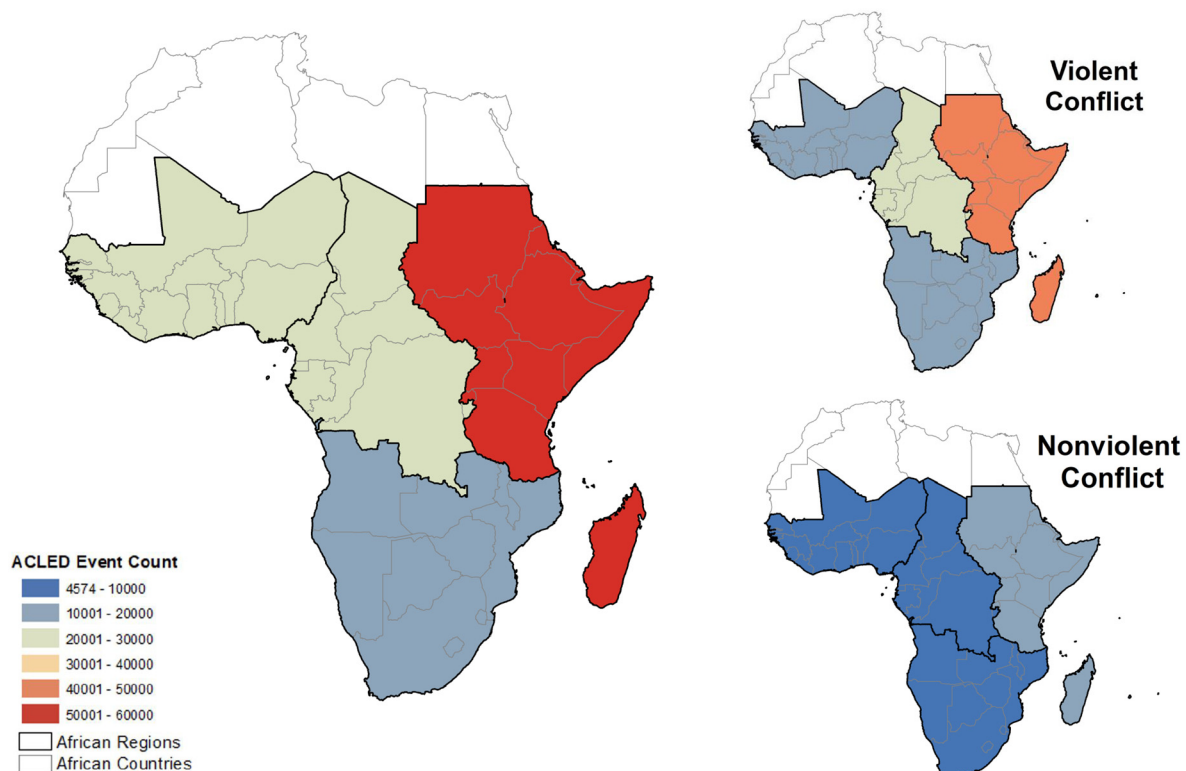 Violent
Conflict
Nonviolent
Conflict
ACLED Event Count
4574 - 10000
10001 - 20000
20001 - 30000
30001 - 40000
40001 - 50000
50001 - 60000
African Regions
African Countries